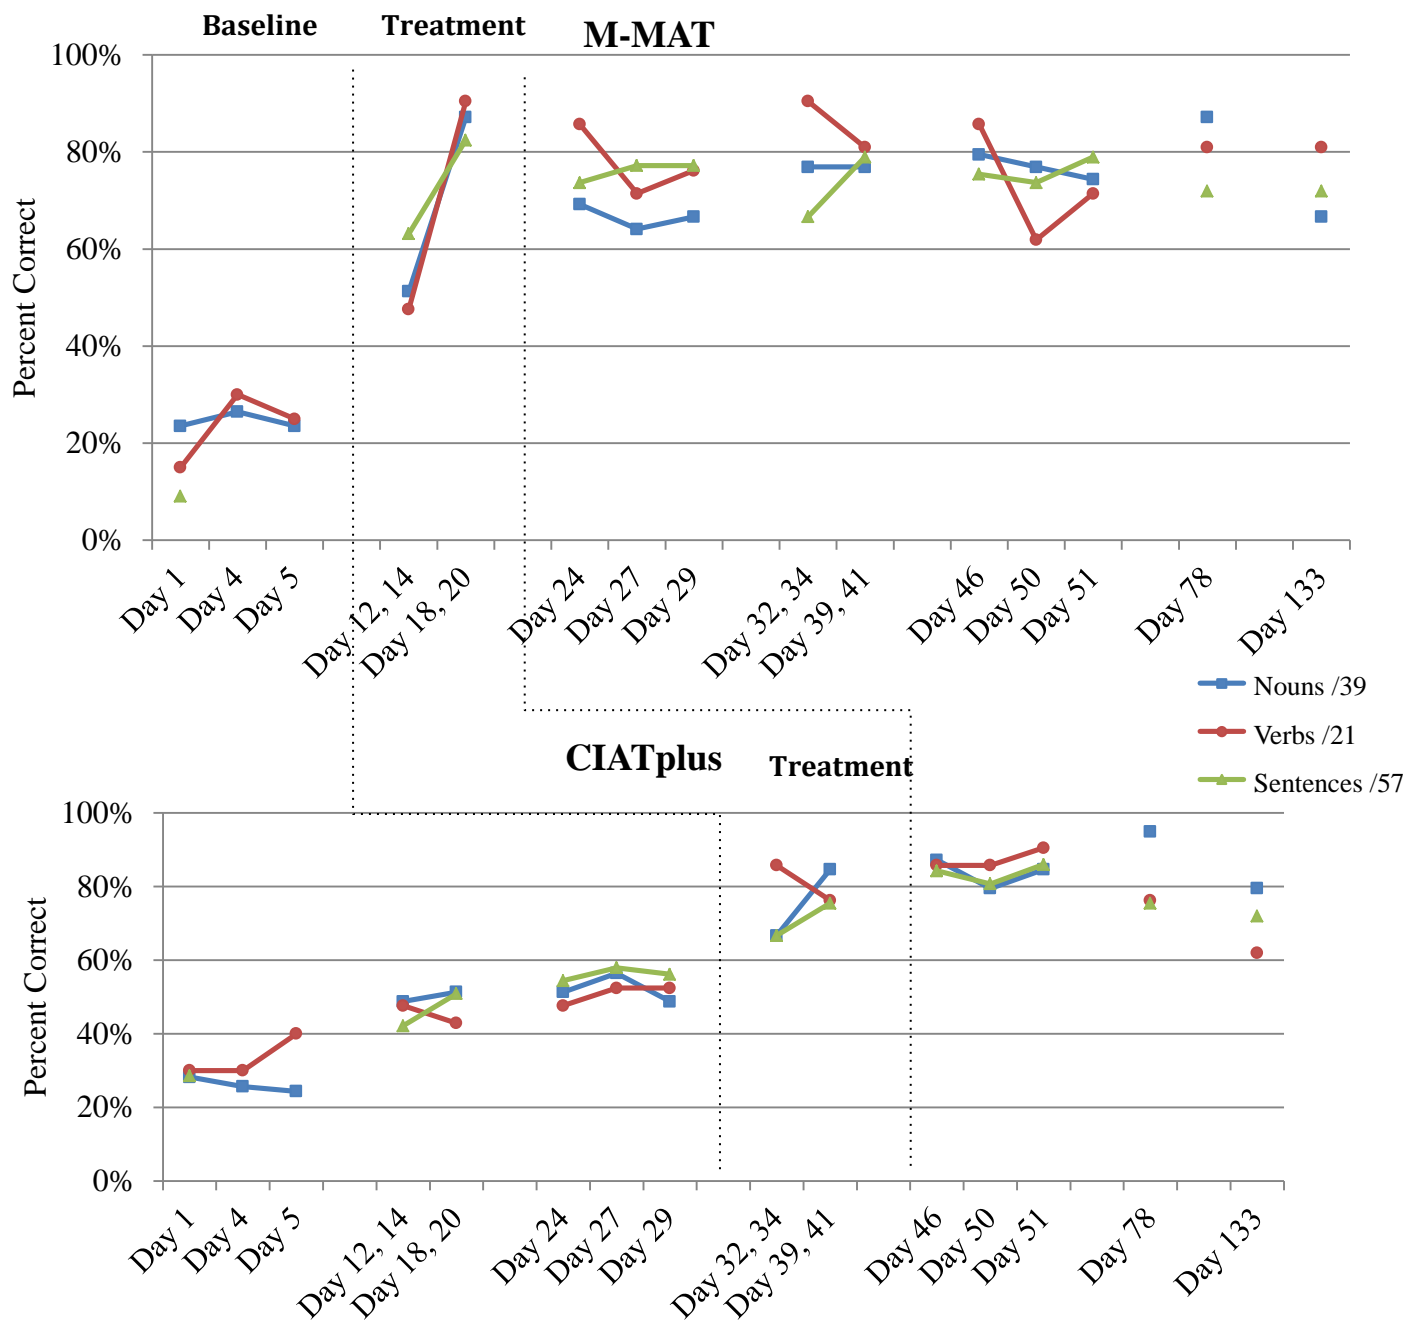 Baseline
Treatment
M-MAT
Percent Correct
100%
80%
60%
40%
20%
0%
Day 1
Day 4
Day 5
Day 12, 14
Day 18, 20
Day 24
Day 27
Day 29
Day 32, 34
Day 39, 41
Day 46
Day 50
Day 51
Day 78
Day 133
Nouns /39
Verbs /21
Sentences /57
CIATplus
Treatment
Percent Correct
100%
80%
60%
40%
20%
0%
Day 1
Day 4
Day 5
Day 12, 14
Day 18, 20
Day 24
Day 27
Day 29
Day 32, 34
Day 39, 41
Day 46
Day 50
Day 51
Day 78
Day 133